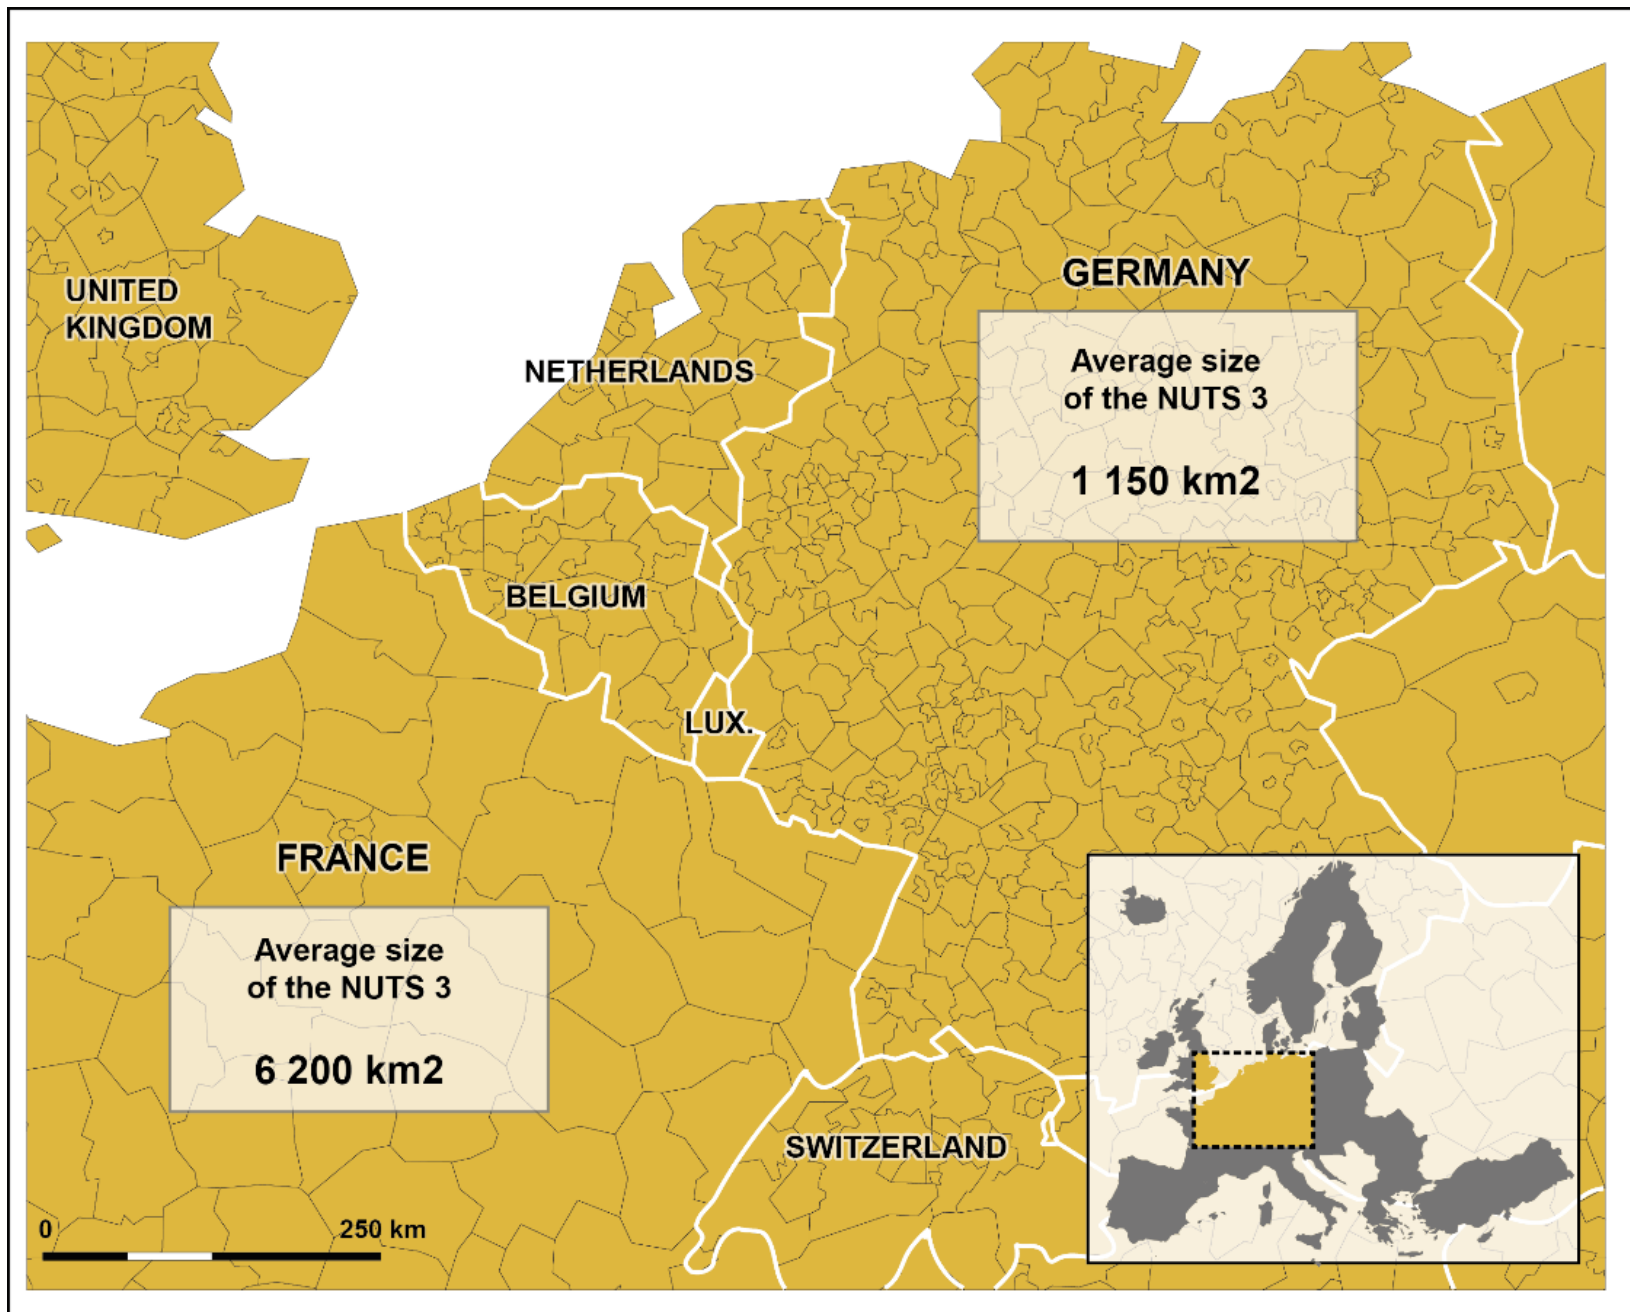 UNITED
KINGDOM
GERMANY
Average size
of the NUTS 3
1 150 km2
NETHERLANDS
BELGIUM
LUX.
FRANCE
Average size
of the NUTS 3
6 200 km2
SWITZERLAND
0 250 km